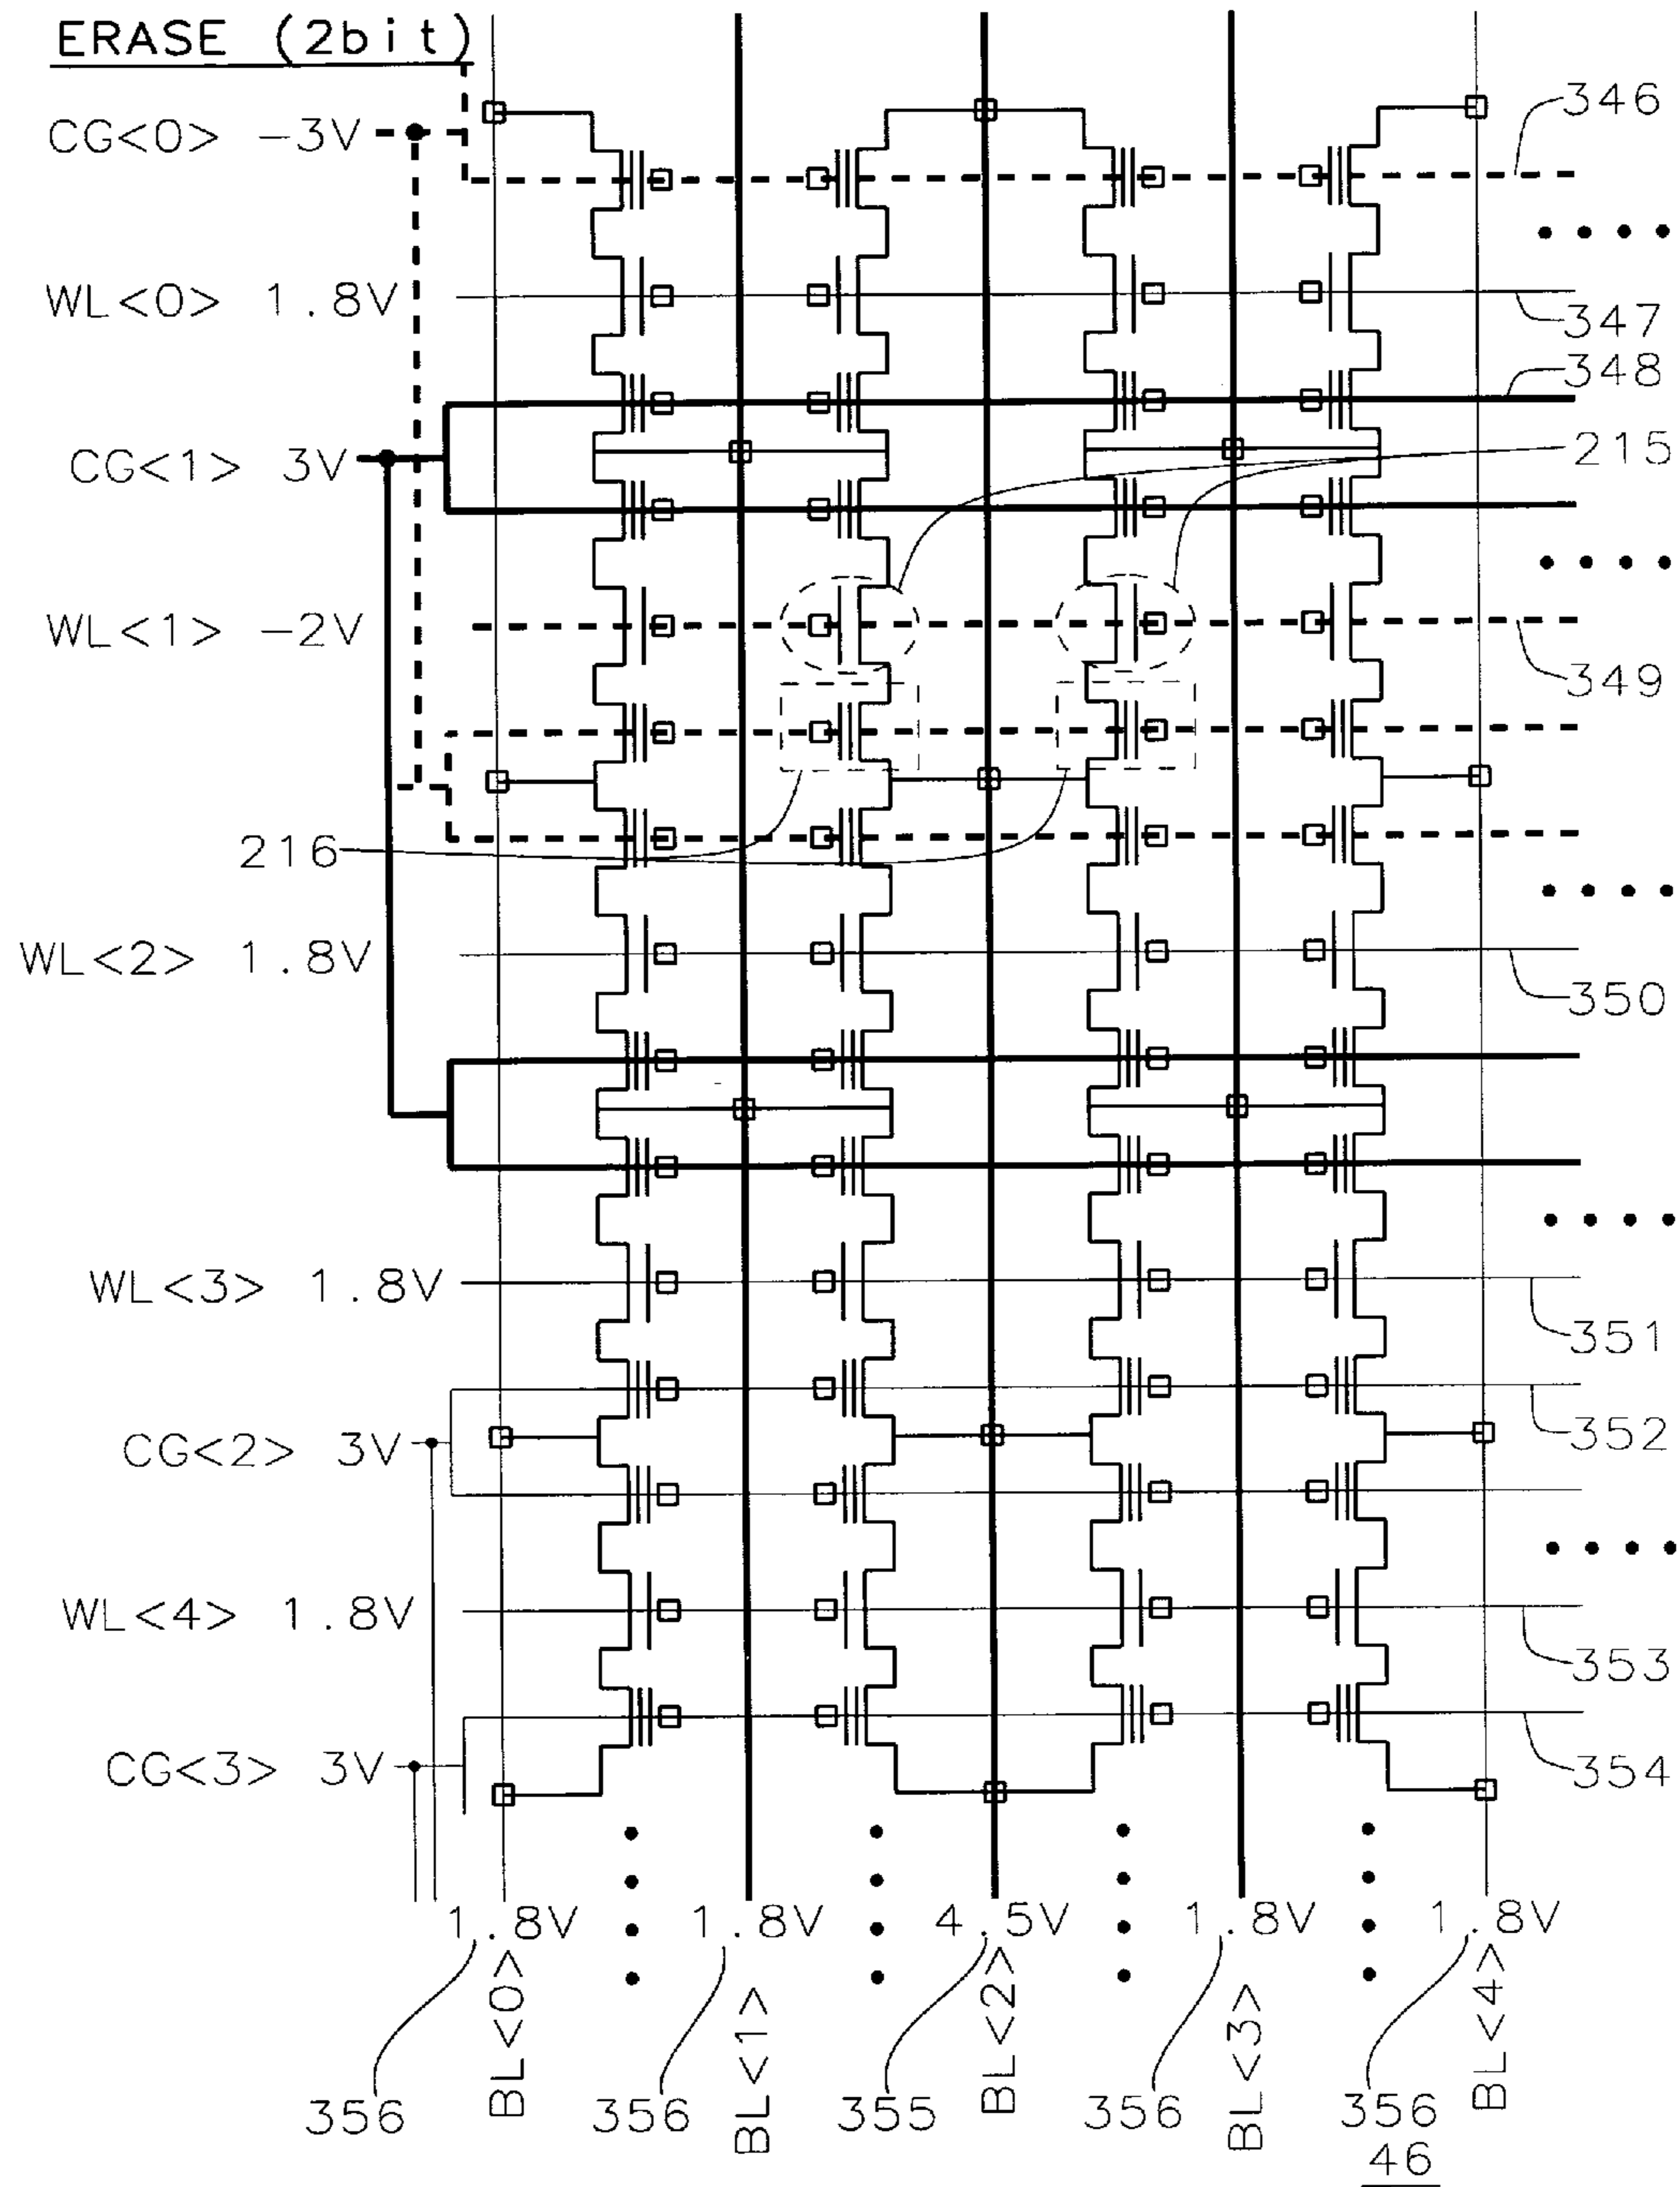 ERASE (2bit)
CG<0> -3V
346
WL<0> 1.8V
347
348
CG<1> 3V
215
WL<1> -2V
349
216
WL<2> 1.8V
350
WL<3> 1.8V
351
CG<2> 3V
352
WL<4> 1.8V
353
CG<3> 3V
354
1.8V 1.8V 4.5V 1.8V 1.8V
BL<0> BL<1> BL<2> BL<3> BL<4>
356 356 355 356 356
46